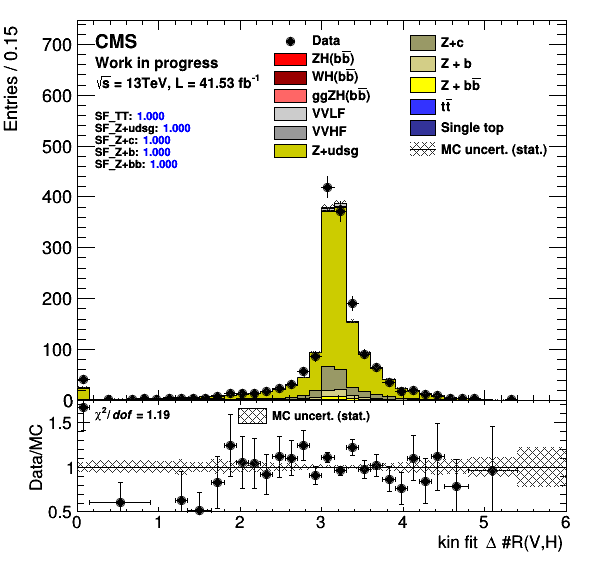 CMS
Work in progress
√s = 13TeV, L = 41.53 fb⁻¹
SF_TT: 1.000
SF_Z+udsg: 1.000
SF_Z+c: 1.000
SF_Z+b: 1.000
SF_Z+bb: 1.000
Data
ZH(bb̅)
WH(bb̅)
ggZH(bb̅)
VVLF
VVHF
Z+udsg
Z+c
Z + b
Z + bb̅
tt̅
Single top
MC uncert. (stat.)
Entries / 0.15
700
600
500
400
300
200
100
0
χ²/dof = 1.19
MC uncert. (stat.)
Data/MC
1.5
1
0.5
0 1 2 3 4 5 6
kin fit Δ #R(V,H)